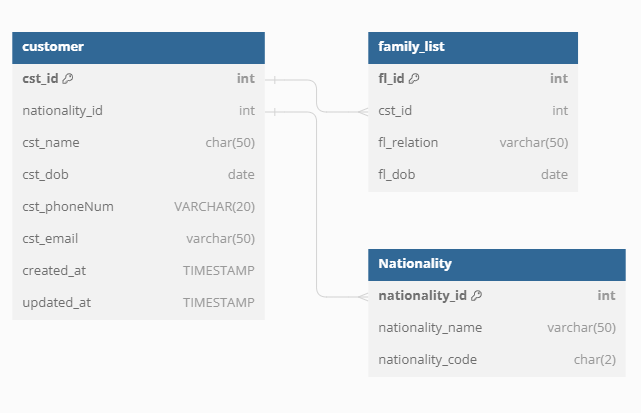 customer
cst_id int
nationality_id int
cst_name char(50)
cst_dob date
cst_phoneNum VARCHAR(20)
cst_email varchar(50)
created_at TIMESTAMP
updated_at TIMESTAMP
family_list
fl_id int
cst_id int
fl_relation varchar(50)
fl_dob date
Nationality
nationality_id int
nationality_name varchar(50)
nationality_code char(2)